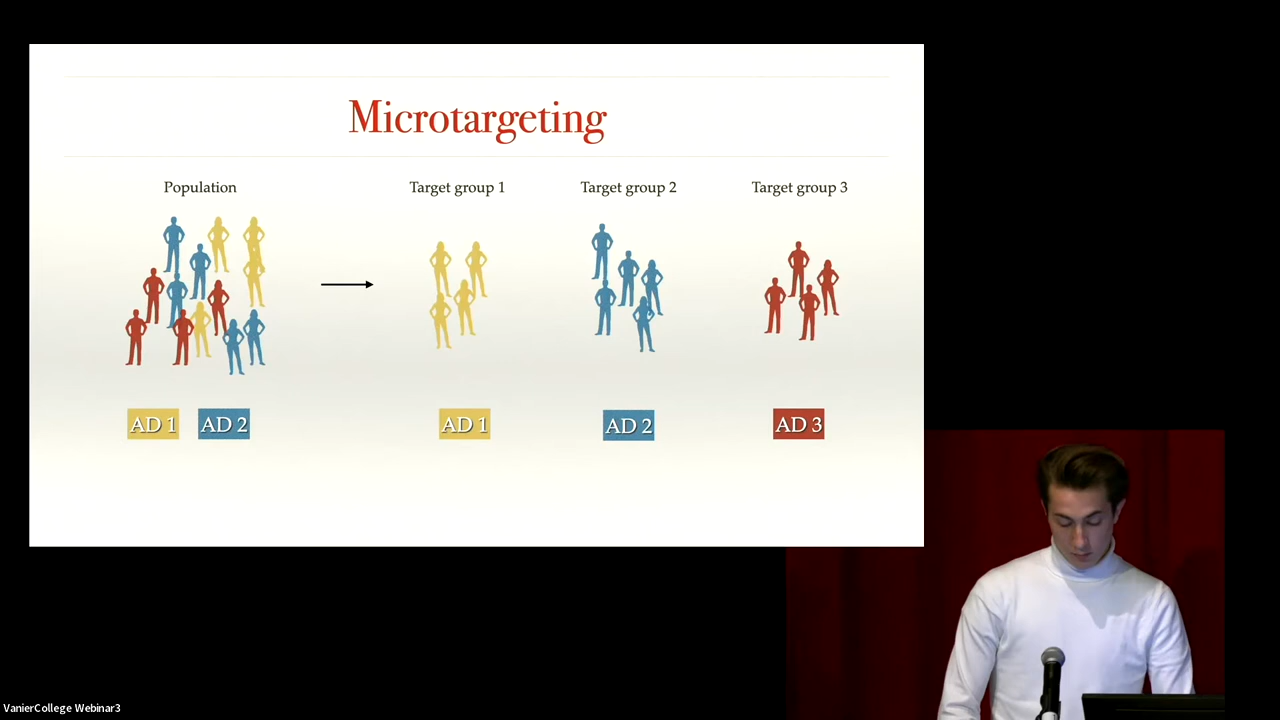 Microtargeting
Population
Target group 1
Target group 2
Target group 3
AD 1
AD 2
AD 1
AD 2
AD 3
VanierCollege Webinar3